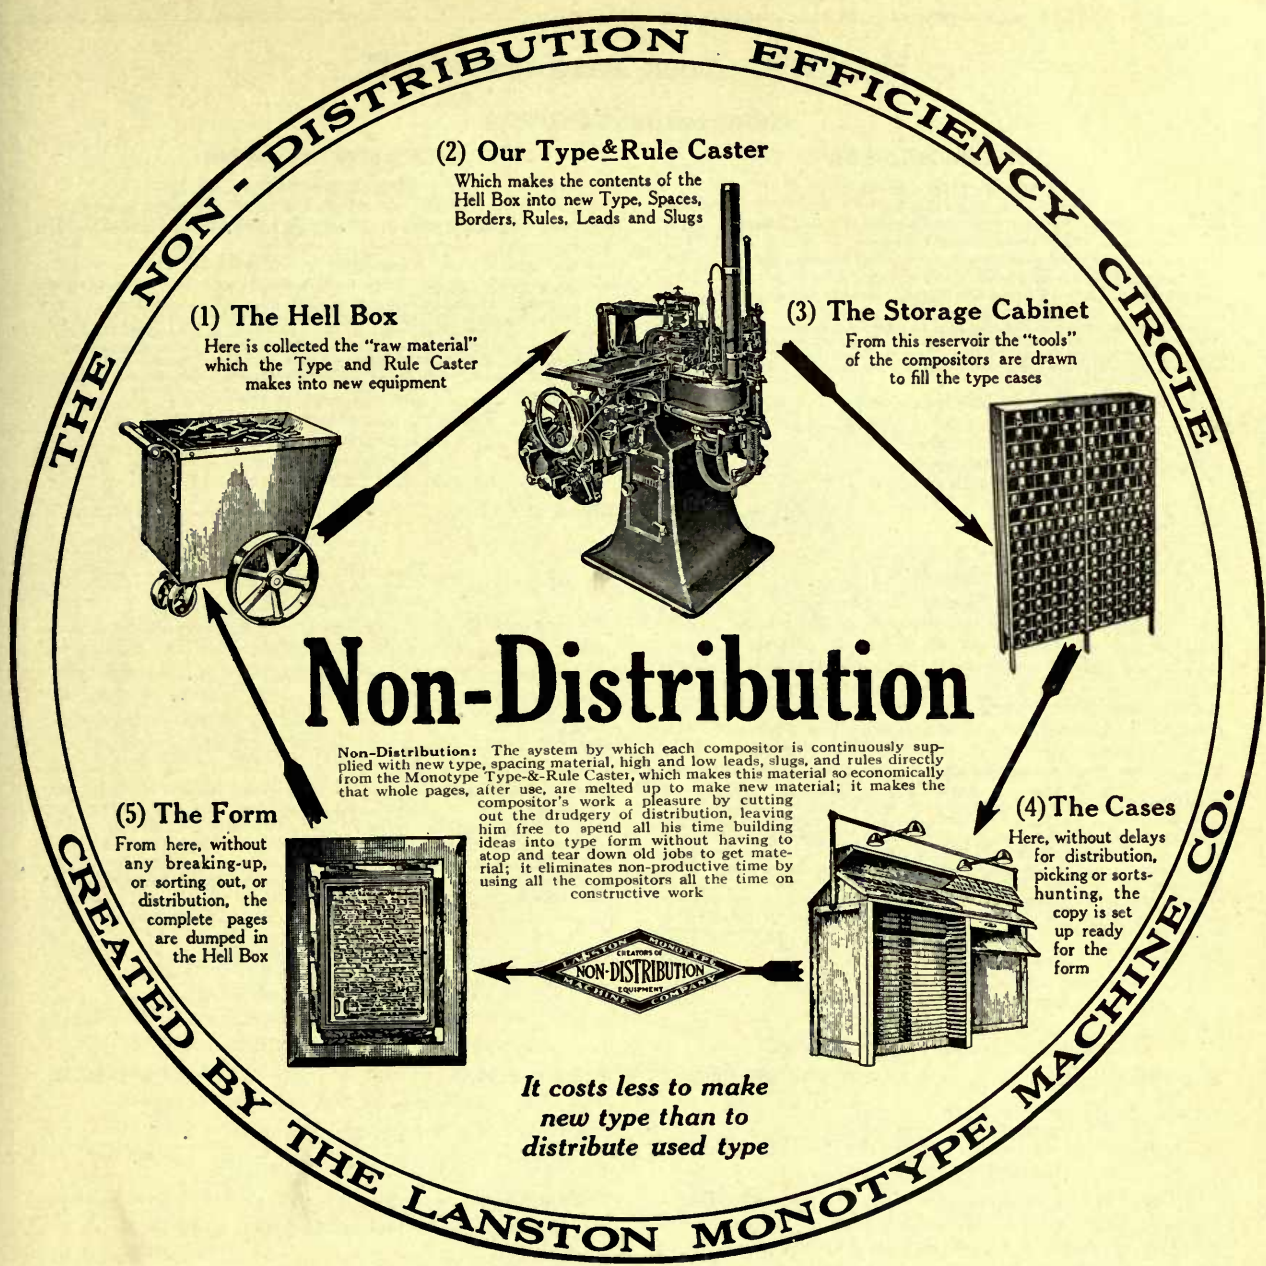 THE NON-DISTRIBUTION EFFICIENCY CIRCLE
(2) Our Type&Rule Caster
Which makes the contents of the
Hell Box into new Type, Spaces,
Borders, Rules, Leads and Slugs
(1) The Hell Box
Here is collected the "raw material"
which the Type and Rule Caster
makes into new equipment
(3) The Storage Cabinet
From this reservoir the "tools"
of the compositors are drawn
to fill the type cases
Non-Distribution
Non-Distribution: The system by which each compositor is continuously sup-
plied with new type, spacing material, high and low leads, slugs, and rules directly
from the Monotype Type-&-Rule Caster, which makes this material so economically
that whole pages, after use, are melted up to make new material; it makes the
compositor's work a pleasure by cutting
out the drudgery of distribution, leaving
him free to spend all his time building
ideas into type form without having to
stop and tear down old jobs to get mate-
rial; it eliminates non-productive time by
using all the compositors all the time on
constructive work
(4) The Cases
Here, without delays
for distribution,
picking or sorts-
hunting, the
copy is set
up ready
for the
form
(5) The Form
From here, without
any breaking-up,
or sorting out, or
distribution, the
complete pages
are dumped in
the Hell Box
LANSTON MONOTYPE
CREATORS OF
NON-DISTRIBUTION
EQUIPMENT
MACHINE COMPANY
It costs less to make
new type than to
distribute used type
CREATED BY THE LANSTON MONOTYPE MACHINE CO.